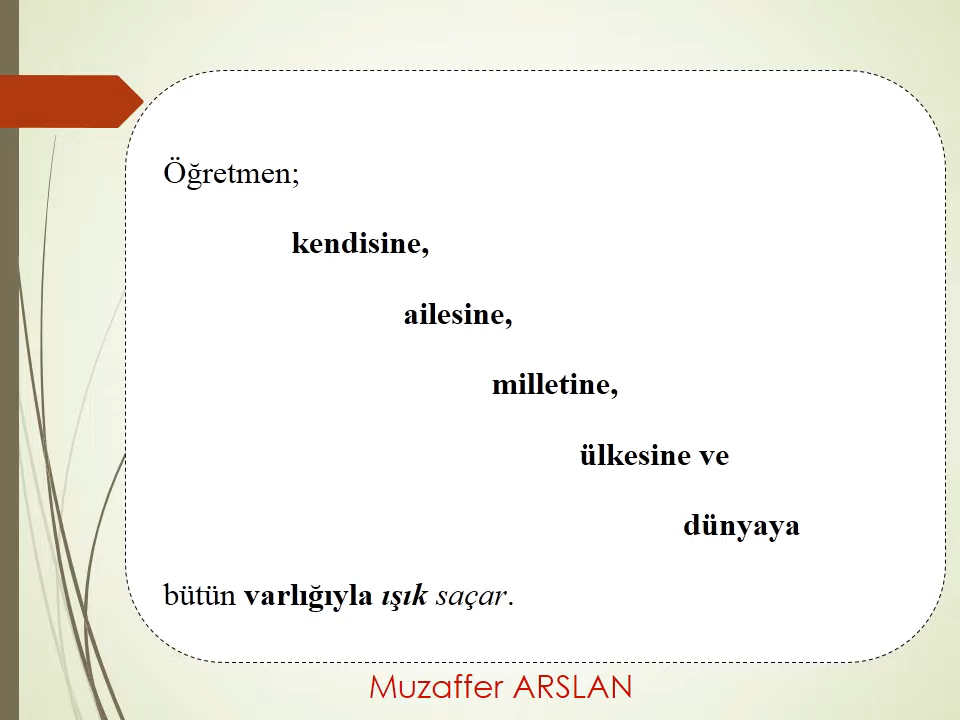 Öğretmen;
kendisine,
ailesine,
milletine,
ülkesine ve
dünyaya
bütün varlığıyla ışık saçar.
Muzaffer ARSLAN